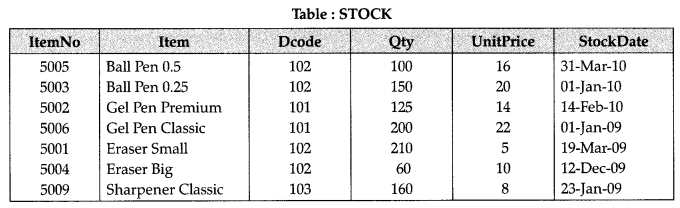 Table : STOCK
ItemNo Item Dcode Qty UnitPrice StockDate
5005 Ball Pen 0.5 102 100 16 31-Mar-10
5003 Ball Pen 0.25 102 150 20 01-Jan-10
5002 Gel Pen Premium 101 125 14 14-Feb-10
5006 Gel Pen Classic 101 200 22 01-Jan-09
5001 Eraser Small 102 210 5 19-Mar-09
5004 Eraser Big 102 60 10 12-Dec-09
5009 Sharpener Classic 103 160 8 23-Jan-09